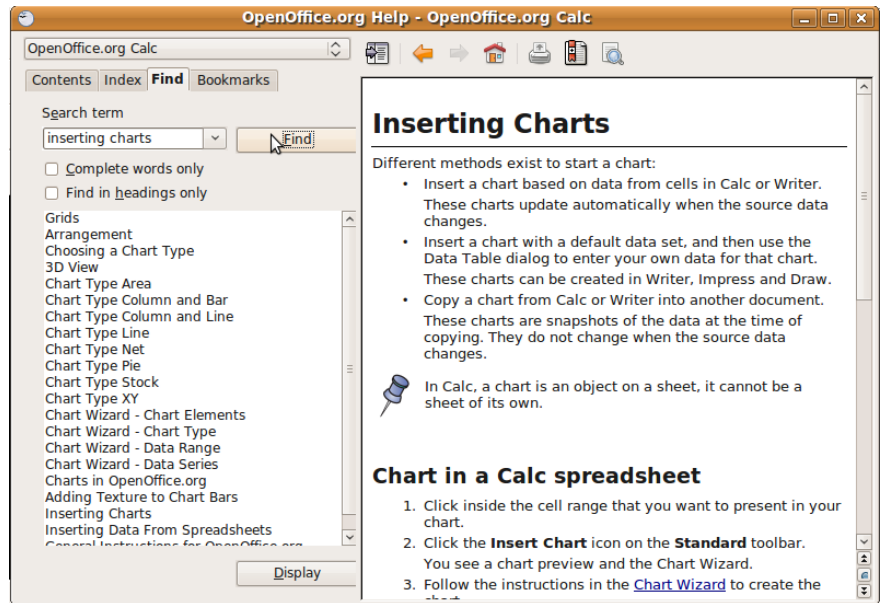 OpenOffice.org Help - OpenOffice.org Calc
OpenOffice.org Calc
Contents Index Find Bookmarks
Search term
inserting charts Find
Complete words only
Find in headings only
Grids
Arrangement
Choosing a Chart Type
3D View
Chart Type Area
Chart Type Column and Bar
Chart Type Column and Line
Chart Type Line
Chart Type Net
Chart Type Pie
Chart Type Stock
Chart Type XY
Chart Wizard - Chart Elements
Chart Wizard - Chart Type
Chart Wizard - Data Range
Chart Wizard - Data Series
Charts in OpenOffice.org
Adding Texture to Chart Bars
Inserting Charts
Inserting Data From Spreadsheets
General Instructions for OpenOffice.org
Display
Inserting Charts
Different methods exist to start a chart:
• Insert a chart based on data from cells in Calc or Writer.
These charts update automatically when the source data
changes.
• Insert a chart with a default data set, and then use the
Data Table dialog to enter your own data for that chart.
These charts can be created in Writer, Impress and Draw.
• Copy a chart from Calc or Writer into another document.
These charts are snapshots of the data at the time of
copying. They do not change when the source data
changes.
In Calc, a chart is an object on a sheet, it cannot be a
sheet of its own.
Chart in a Calc spreadsheet
1. Click inside the cell range that you want to present in your
chart.
2. Click the Insert Chart icon on the Standard toolbar.
You see a chart preview and the Chart Wizard.
3. Follow the instructions in the Chart Wizard to create the